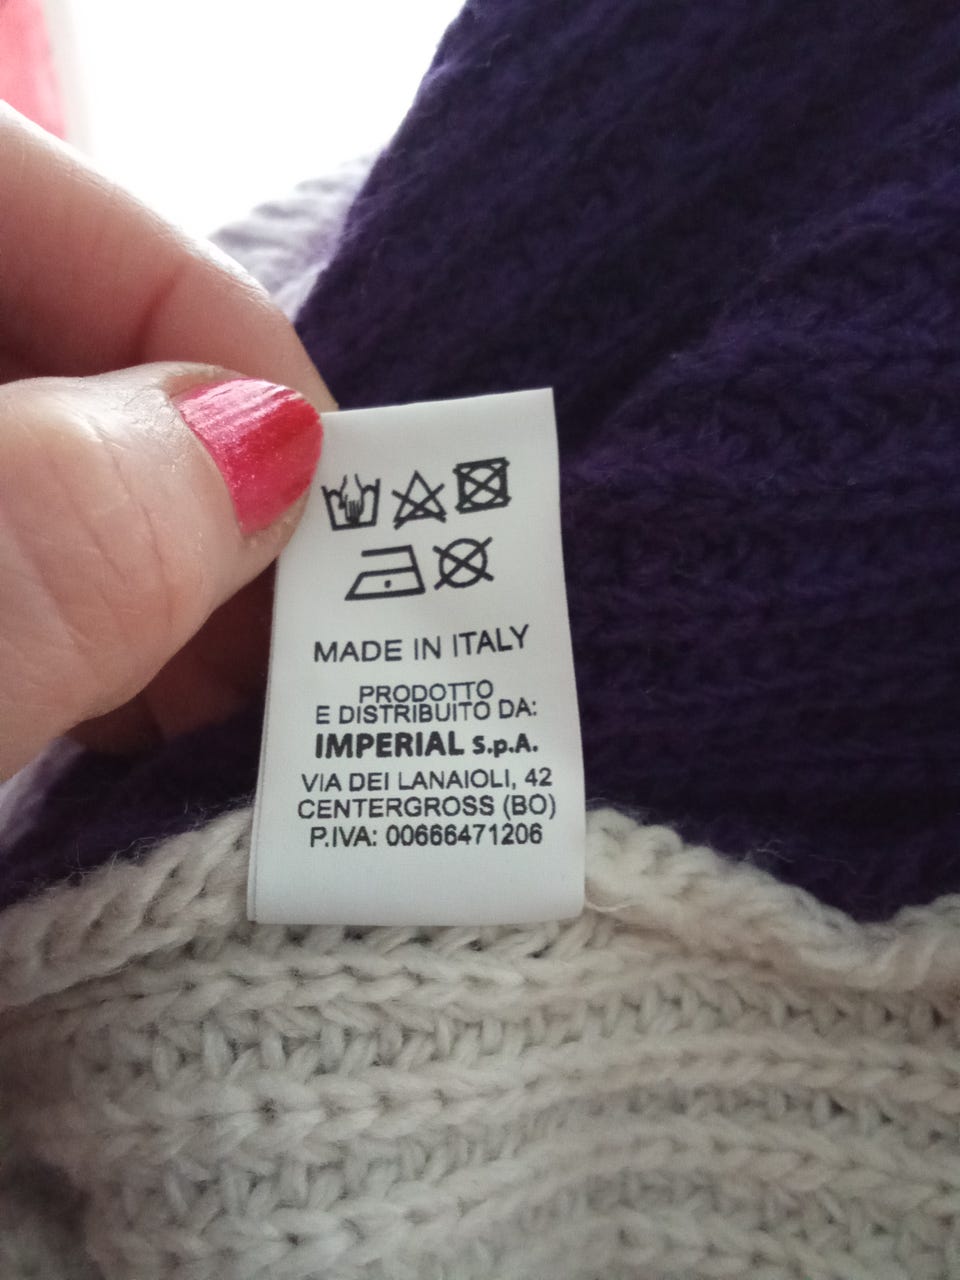 MADE IN ITALY
PRODOTTO
E DISTRIBUITO DA:
IMPERIAL S.p.A.
VIA DEI LANAIOLI, 42
CENTERGROSS (BO)
P.IVA: 00666471206